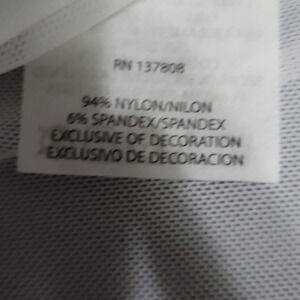 RN 137808
94% NYLON/NILON
6% SPANDEX/SPANDEX
EXCLUSIVE OF DECORATION
EXCLUSIVO DE DECORACION